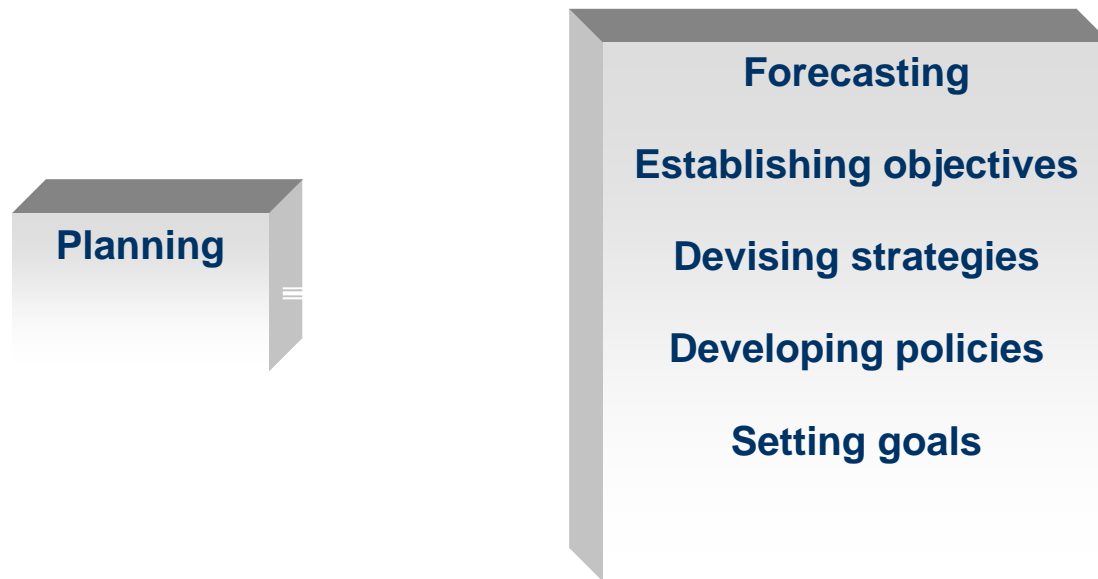 Planning
Forecasting
Establishing objectives
Devising strategies
Developing policies
Setting goals